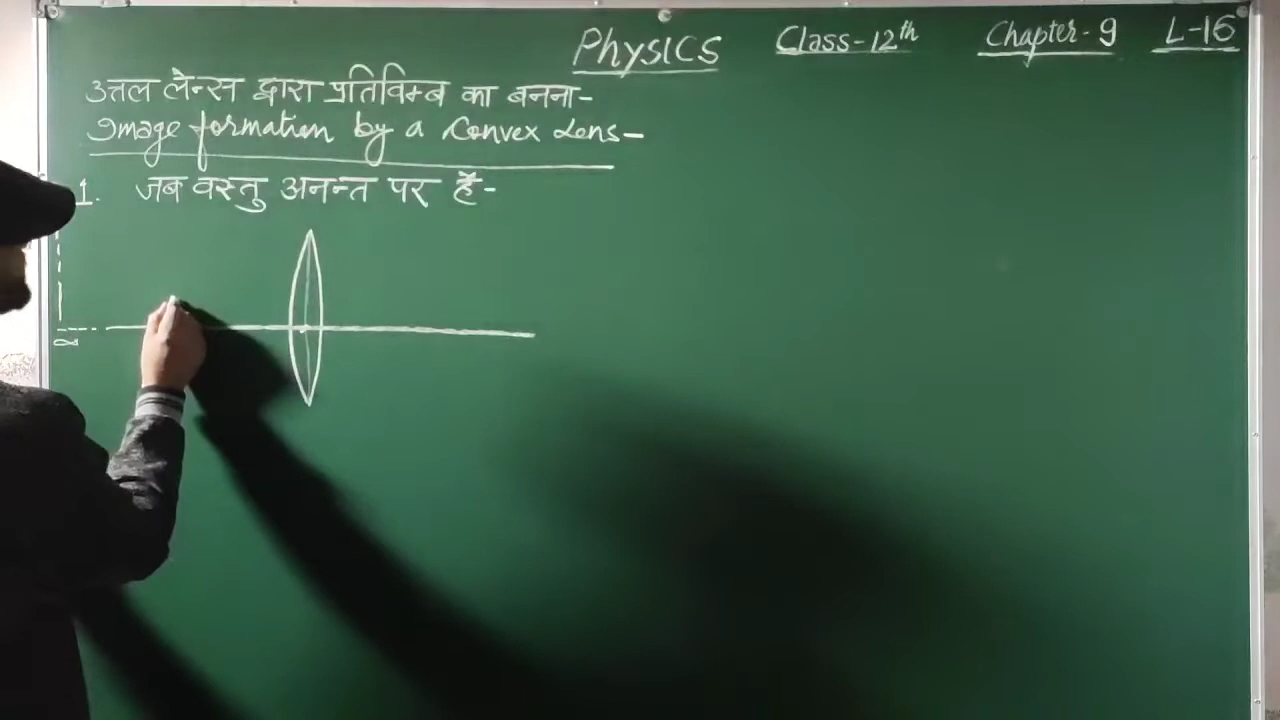 Physics Class-12th Chapter-9 L-16
उत्तल लेन्स द्वारा प्रतिविम्ब का बनना-
Image formation by a Convex Lens-
1. जब वस्तु अनन्त पर है-
∞